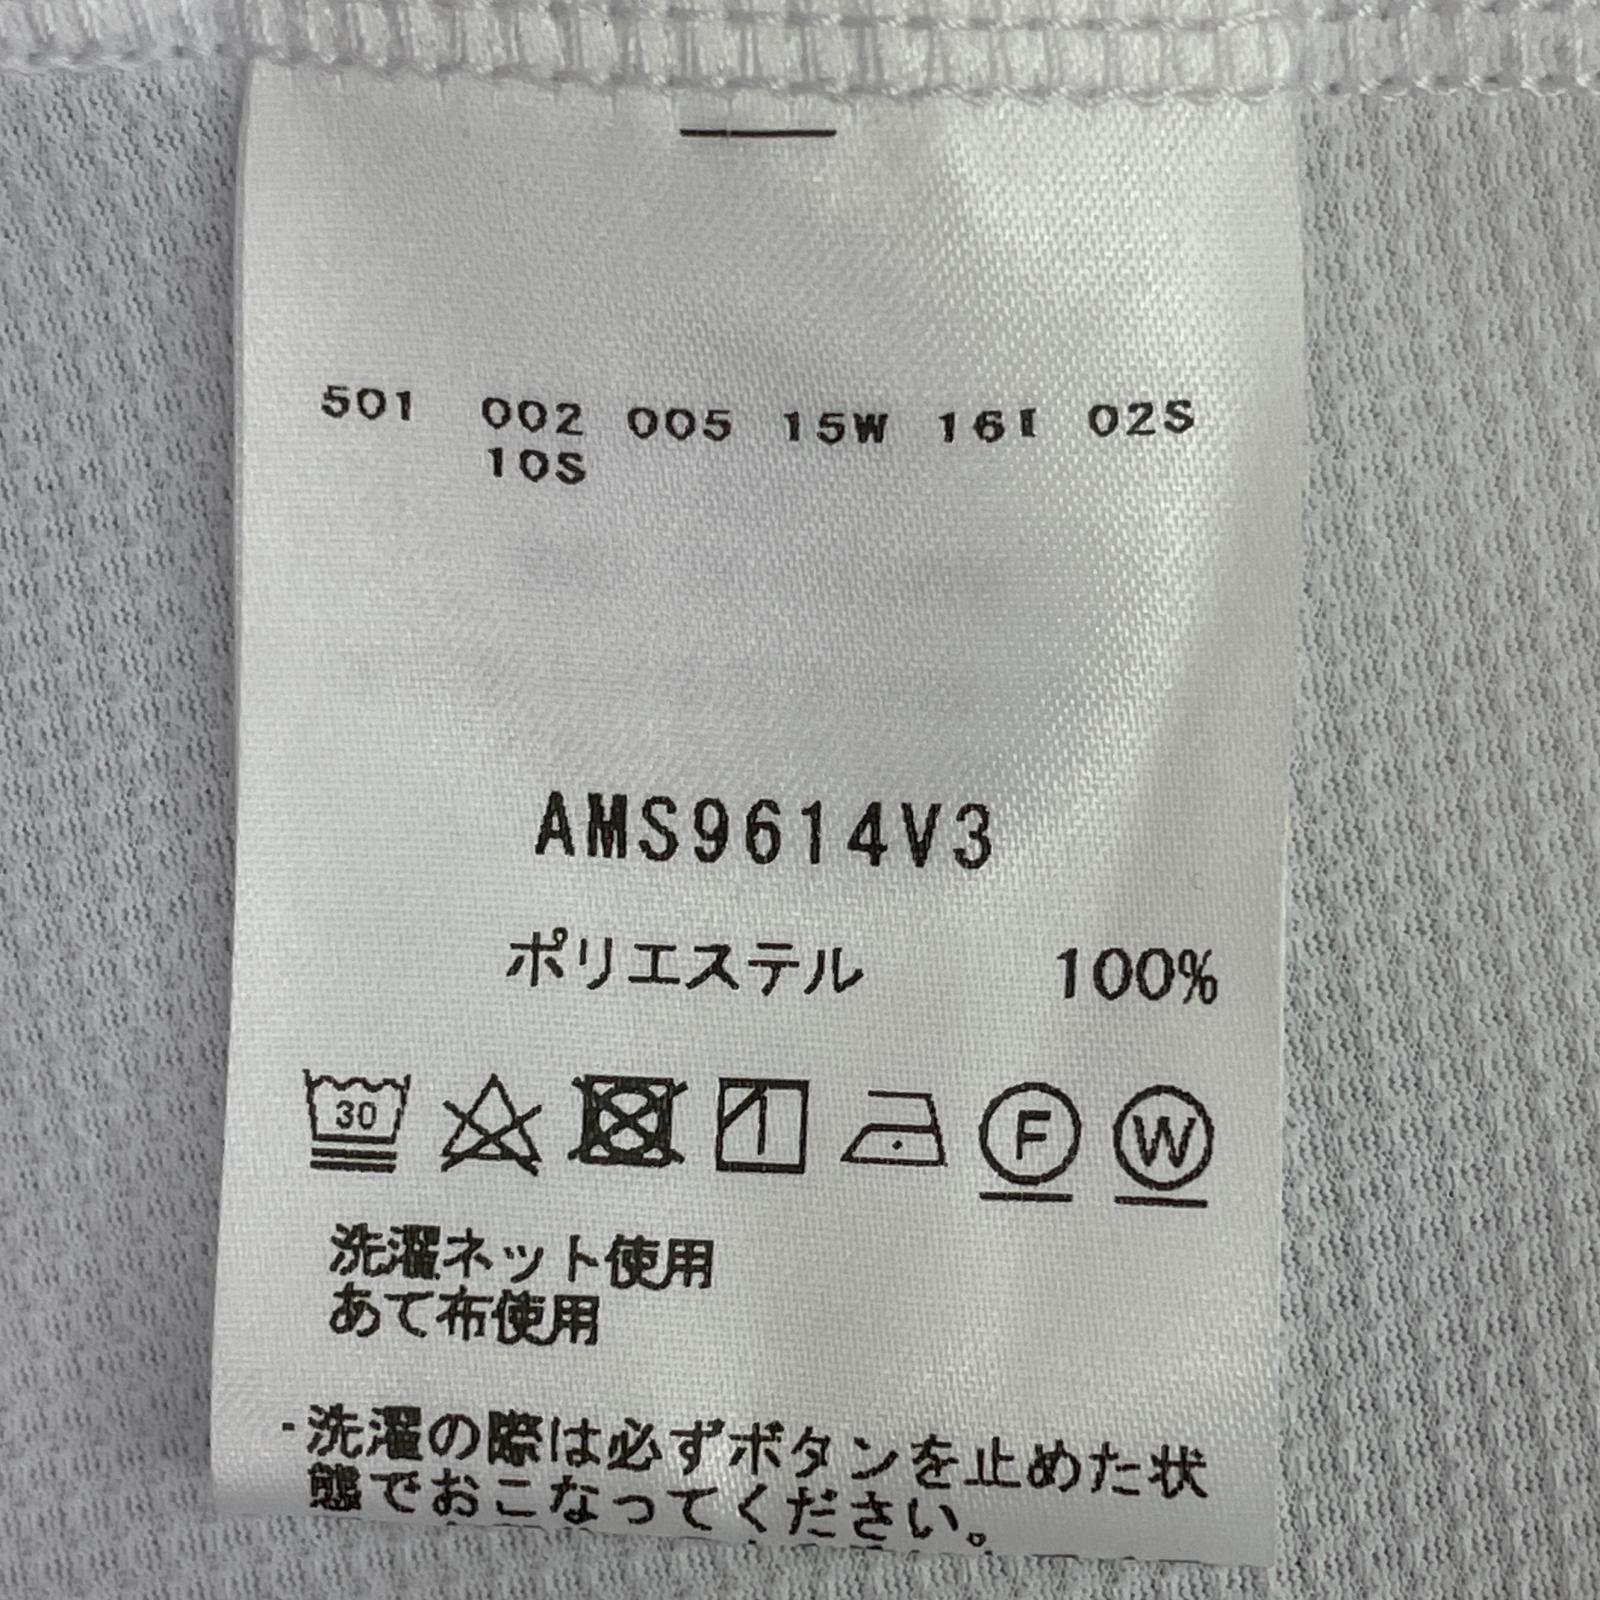 501 002 005 15W 16I 02S
10S
AMS9614V3
ポリエステル 100%
30 F W
洗濯ネット使用
あて布使用
・洗濯の際は必ずボタンを止めた状
態でおこなってください。